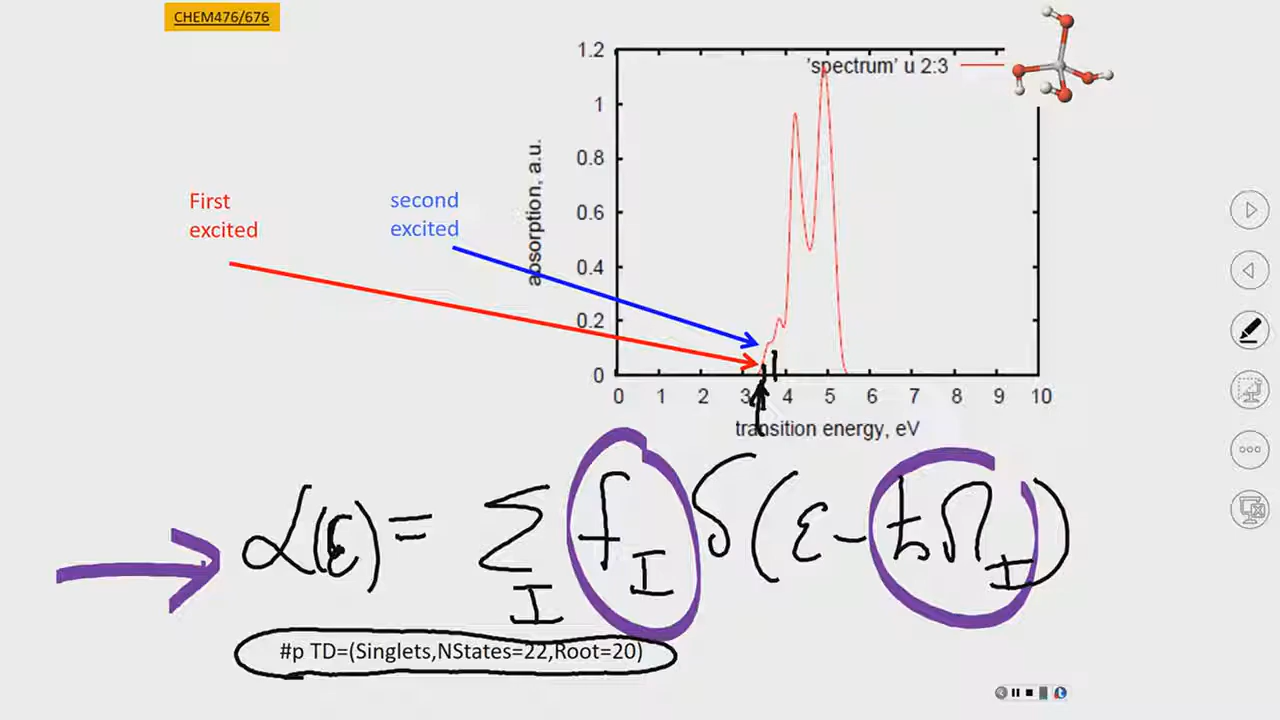 CHEM476/676
1.2
'spectrum' u 2:3
1
0.8
0.6
0.4
0.2
0
absorption, a.u.
First
excited
second
excited
0 1 2 3 4 5 6 7 8 9 10
transition energy, eV
α(ε) = Σ_I f_I δ(ε - ħΩ_I)
#p TD=(Singlets,NStates=22,Root=20)